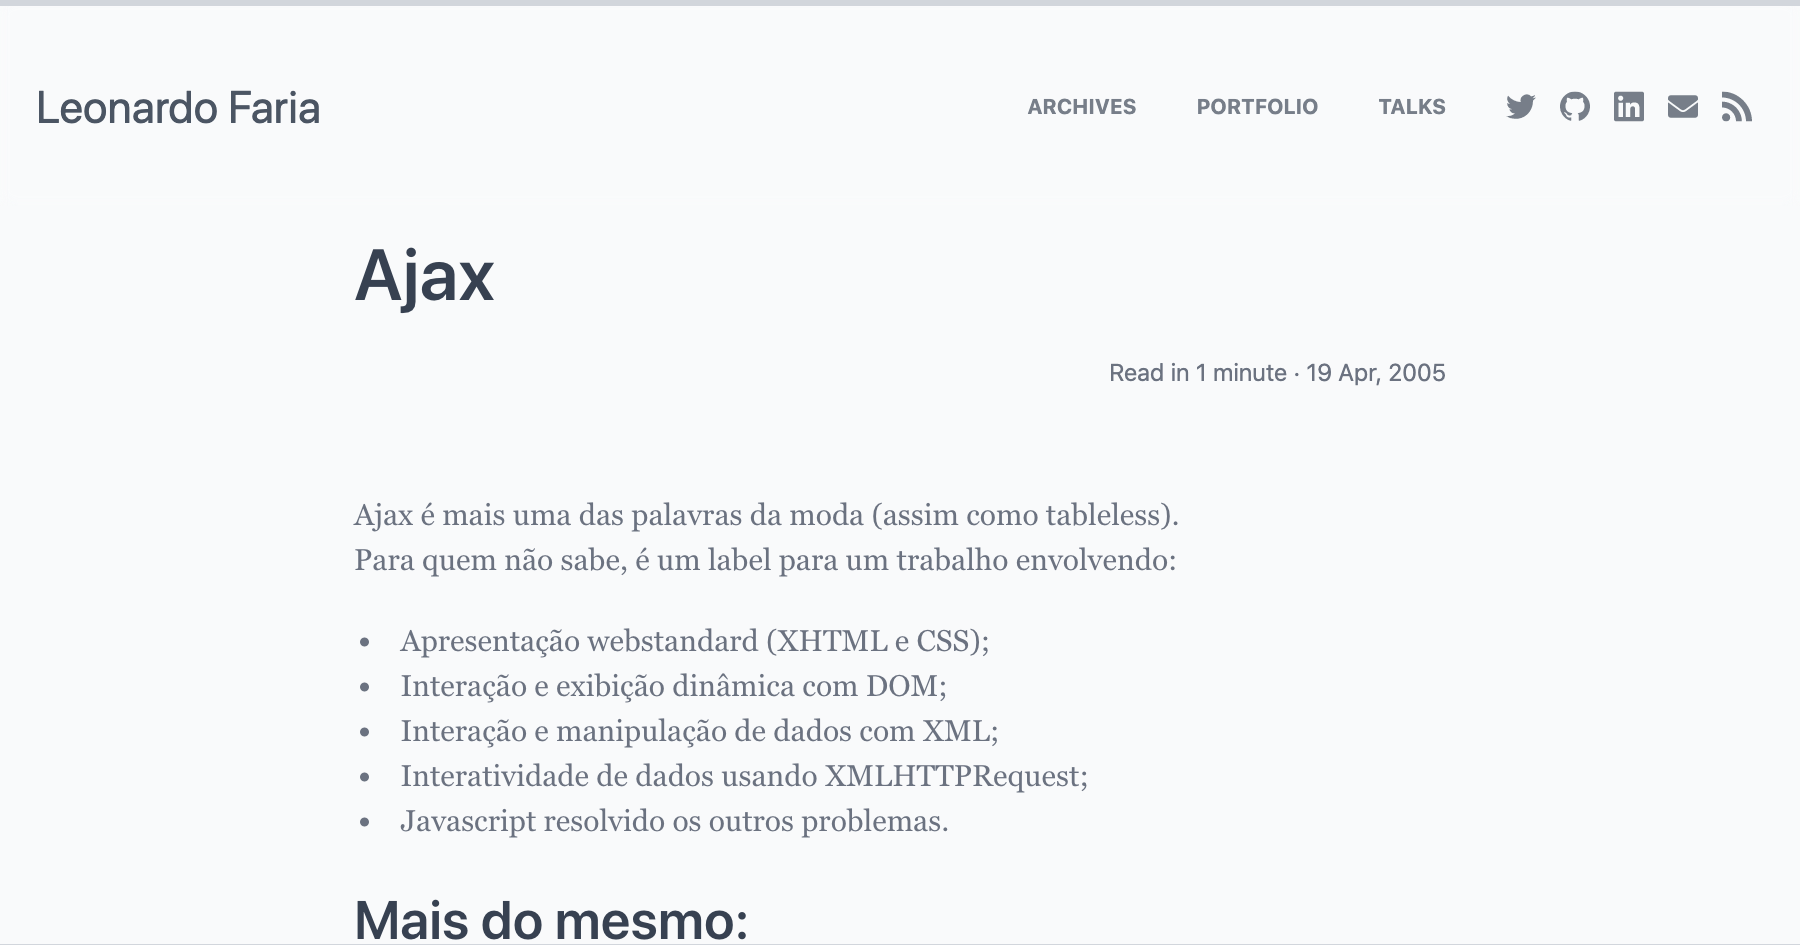 Leonardo Faria
ARCHIVES PORTFOLIO TALKS
Ajax
Read in 1 minute · 19 Apr, 2005
Ajax é mais uma das palavras da moda (assim como tableless).
Para quem não sabe, é um label para um trabalho envolvendo:
• Apresentação webstandard (XHTML e CSS);
• Interação e exibição dinâmica com DOM;
• Interação e manipulação de dados com XML;
• Interatividade de dados usando XMLHTTPRequest;
• Javascript resolvido os outros problemas.
Mais do mesmo: